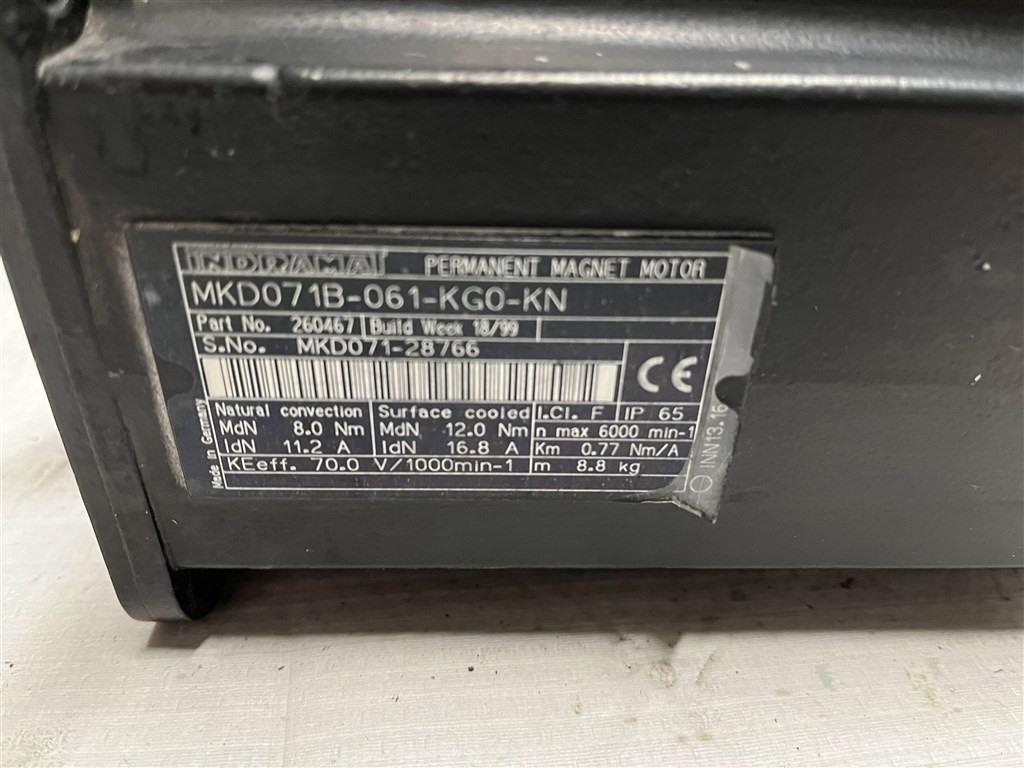 INDRAMAT PERMANENT MAGNET MOTOR
MKD071B-061-KG0-KN
Part No. 260467 Build Week 18/99
S.No. MKD071-28766
CE
Natural convection Surface cooled I.Cl. F IP 65
MdN 8.0 Nm MdN 12.0 Nm n max 6000 min-1
IdN 11.2 A IdN 16.8 A Km 0.77 Nm/A
KEeff. 70.0 V/1000min-1 m 8.8 kg
Made in Germany
INN13.16